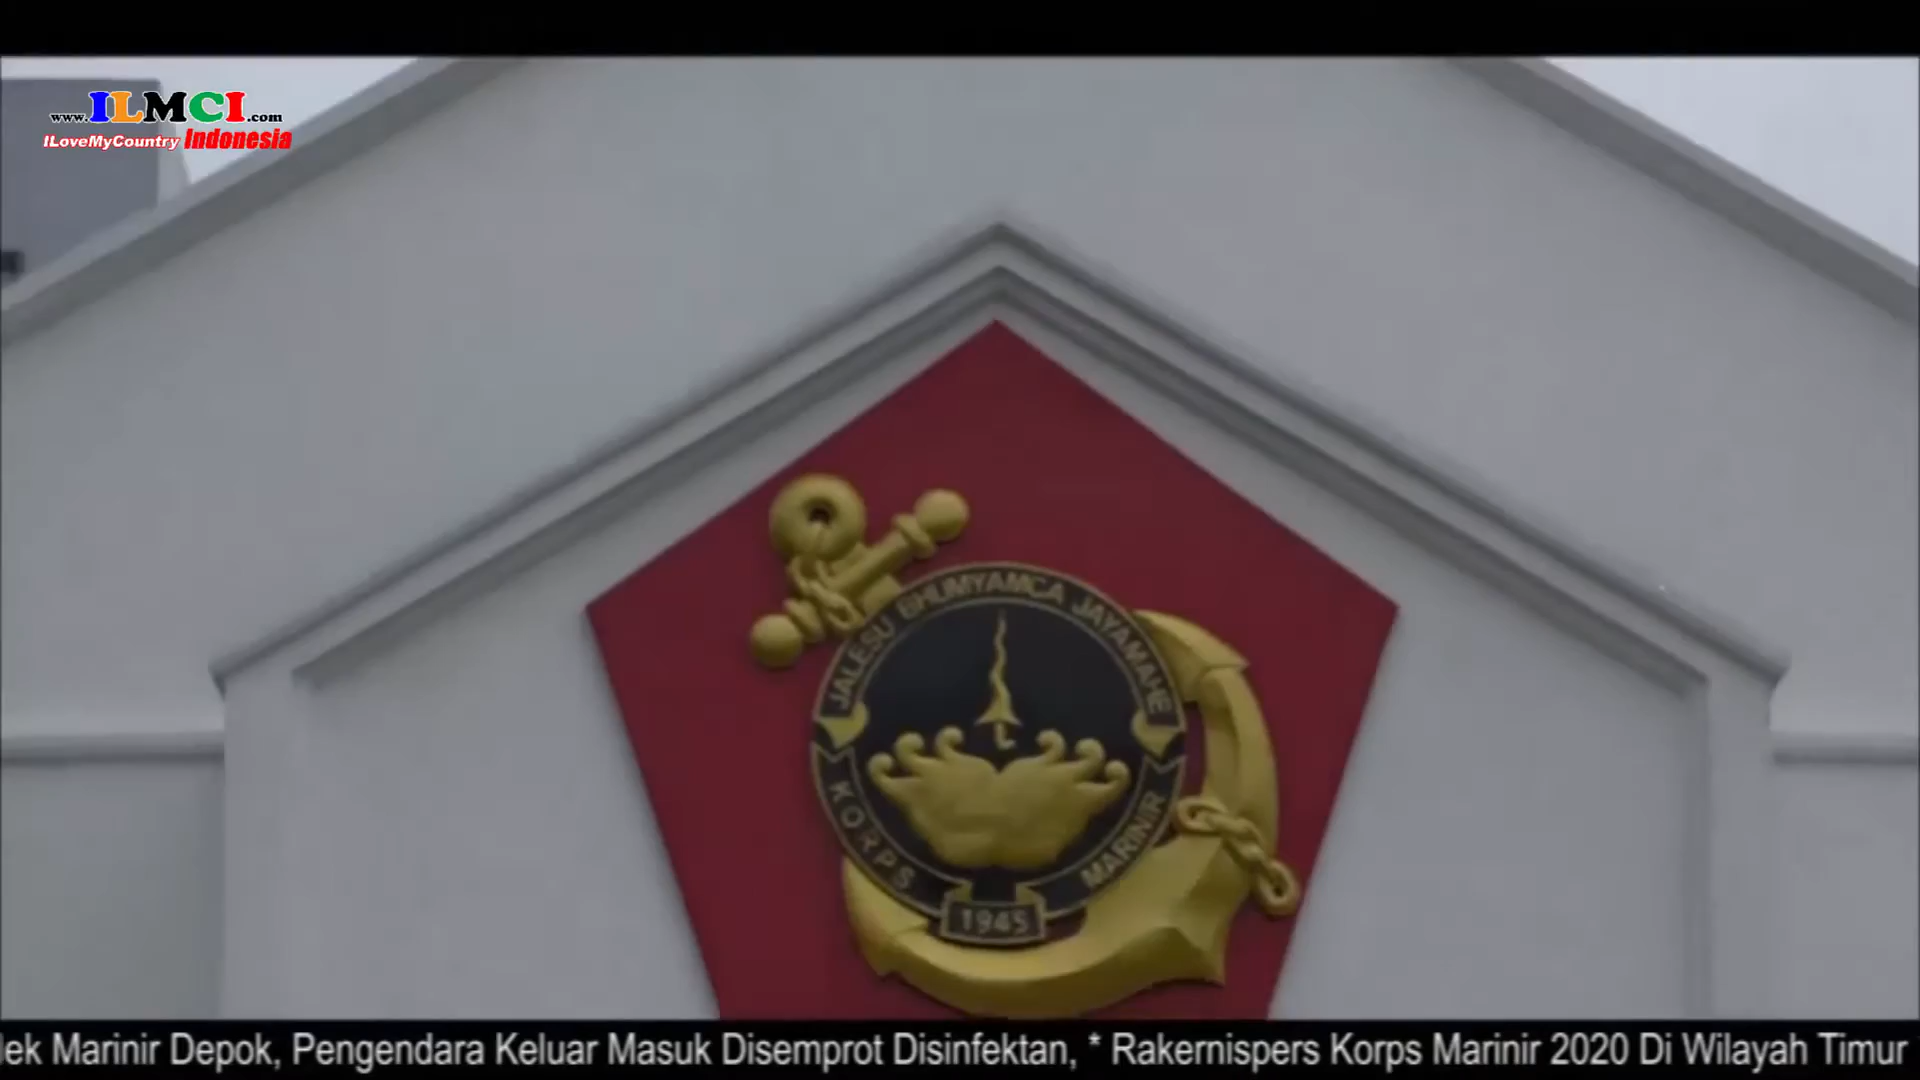 www.ILMCI.com
ILoveMyCountry Indonesia
JALESU BHUMYAMCA JAYAMAHE
KORPS MARINIR
1945
lek Marinir Depok, Pengendara Keluar Masuk Disemprot Disinfektan, * Rakernispers Korps Marinir 2020 Di Wilayah Timur